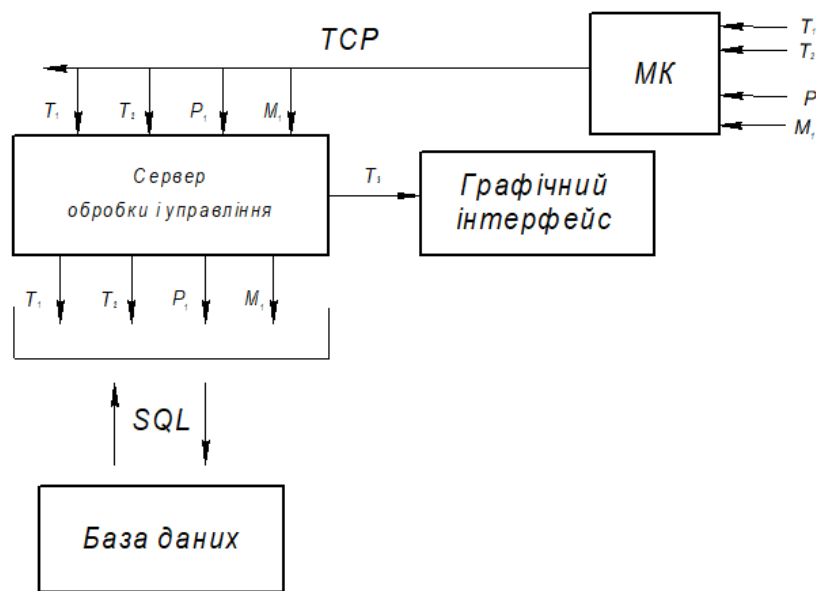 TCP
МК
T₁
T₂
P
M₁
T₁ T₂ P₁ M₁
Сервер
обробки і управління
T₃
Графічний
інтерфейс
T₁ T₂ P₁ M₁
SQL
База даних